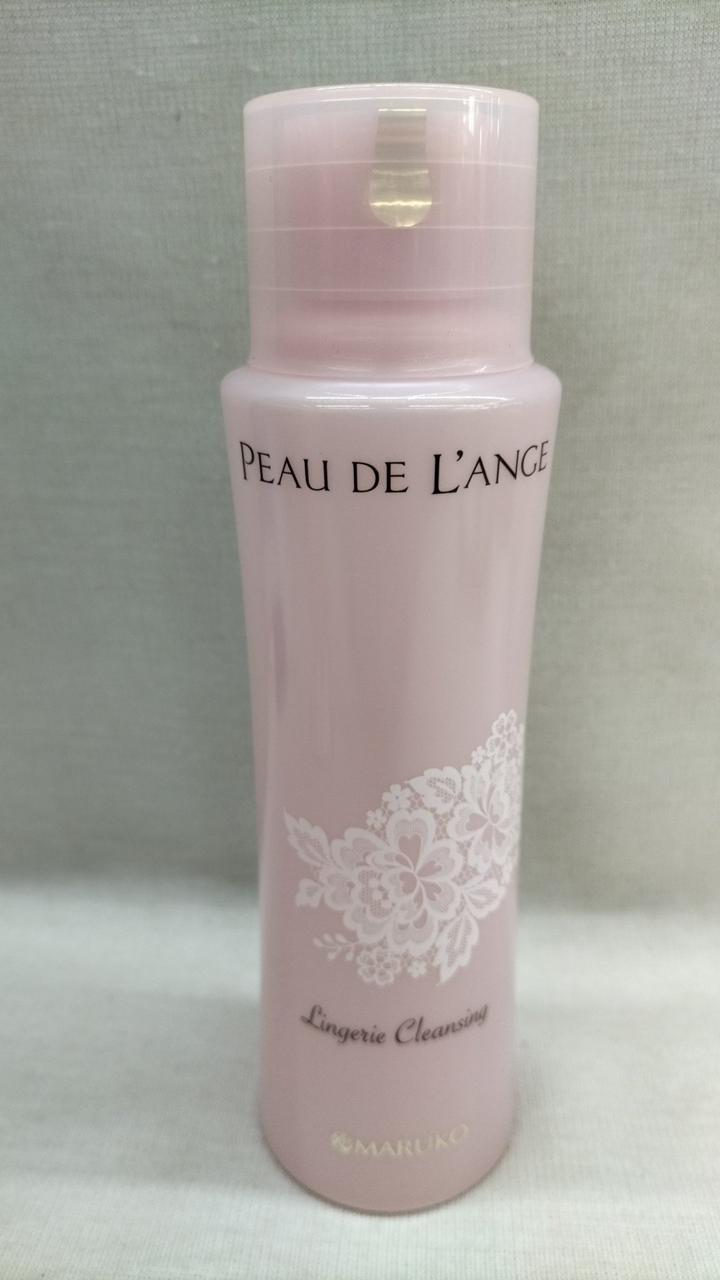 PEAU DE L'ANGE
Lingerie Cleansing
MARUKO